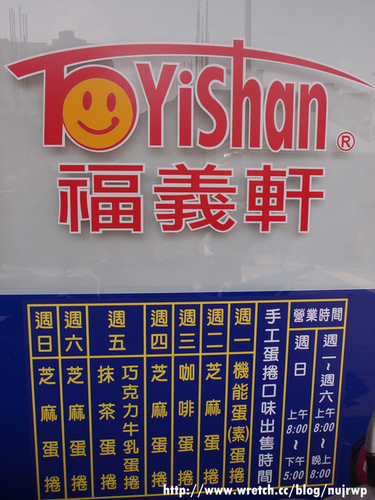 TOYiShan®
福義軒
營業時間
週一~週六 上午8:00~晚上8:00
週日 上午8:00~下午5:00
手工蛋捲口味出售時間
週一
機能蛋(素)蛋捲
週二
芝麻蛋捲
週三
咖啡蛋捲
週四
芝麻蛋捲
週五
巧克力牛乳蛋捲
抹茶蛋捲
週六
芝麻蛋捲
週日
芝麻蛋捲
http://www.wretch.cc/blog/nujrwp